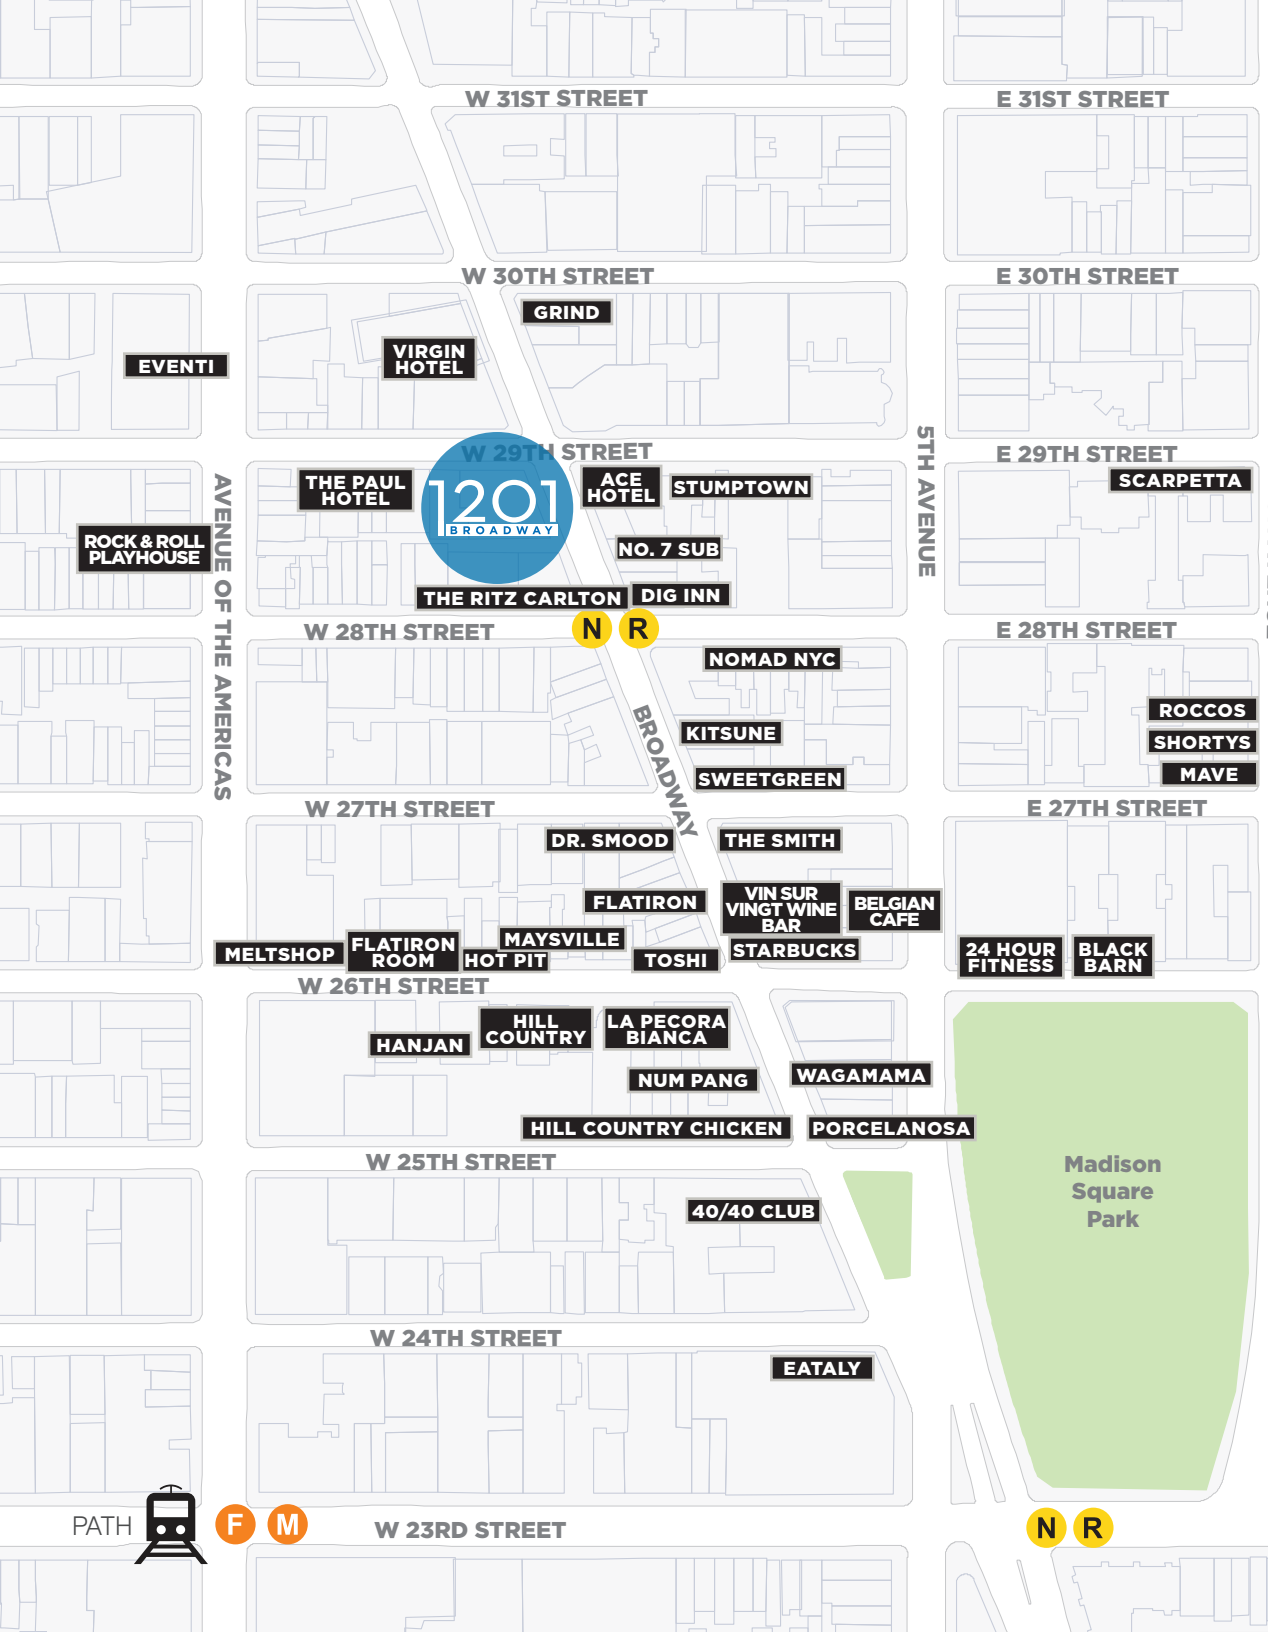 W 31ST STREET
E 31ST STREET
W 30TH STREET
E 30TH STREET
GRIND
VIRGIN
HOTEL
EVENTI
W 29TH STREET
E 29TH STREET
5TH AVENUE
THE PAUL
HOTEL
1201
BROADWAY
ACE
HOTEL
STUMPTOWN
SCARPETTA
AVENUE OF THE AMERICAS
ROCK & ROLL
PLAYHOUSE
NO. 7 SUB
THE RITZ CARLTON
DIG INN
N R
W 28TH STREET
E 28TH STREET
NOMAD NYC
BROADWAY
KITSUNE
SWEETGREEN
ROCCOS
SHORTYS
MAVE
W 27TH STREET
E 27TH STREET
DR. SMOOD
THE SMITH
FLATIRON
VIN SUR
VINGT WINE
BAR
BELGIAN
CAFE
MELTSHOP
FLATIRON
ROOM
HOT PIT
MAYSVILLE
TOSHI
STARBUCKS
24 HOUR
FITNESS
BLACK
BARN
W 26TH STREET
HANJAN
HILL
COUNTRY
LA PECORA
BIANCA
NUM PANG
WAGAMAMA
HILL COUNTRY CHICKEN
PORCELANOSA
W 25TH STREET
Madison
Square
Park
40/40 CLUB
W 24TH STREET
EATALY
PATH
F M
W 23RD STREET
N R